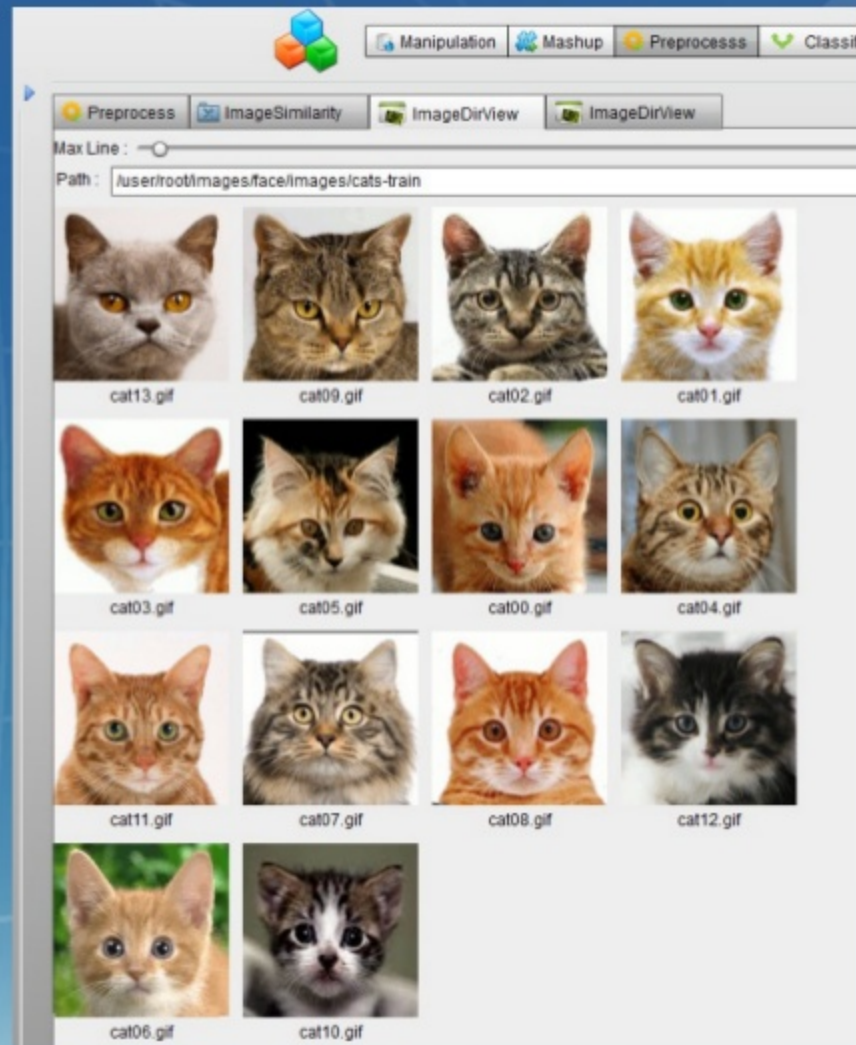 Manipulation Mashup Preprocesss Classif
Preprocess ImageSimilarity ImageDirView ImageDirView
Max Line :
Path : /user/root/images/face/images/cats-train
cat13.gif cat09.gif cat02.gif cat01.gif
cat03.gif cat05.gif cat00.gif cat04.gif
cat11.gif cat07.gif cat08.gif cat12.gif
cat06.gif cat10.gif